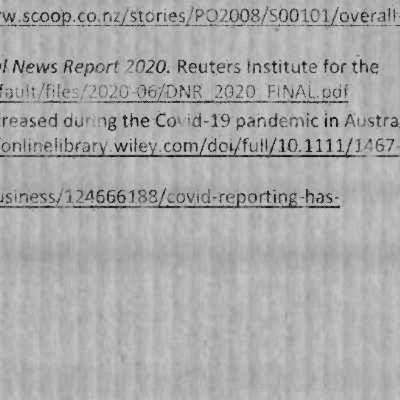 w.scoop.co.nz/stories/PO2008/S00101/overall-
l News Report 2020. Reuters Institute for the
fault/files/2020-06/DNR_2020_FINAL.pdf
reased during the Covid-19 pandemic in Austra
onlinelibrary.wiley.com/doi/full/10.1111/1467-
usiness/124666188/covid-reporting-has-